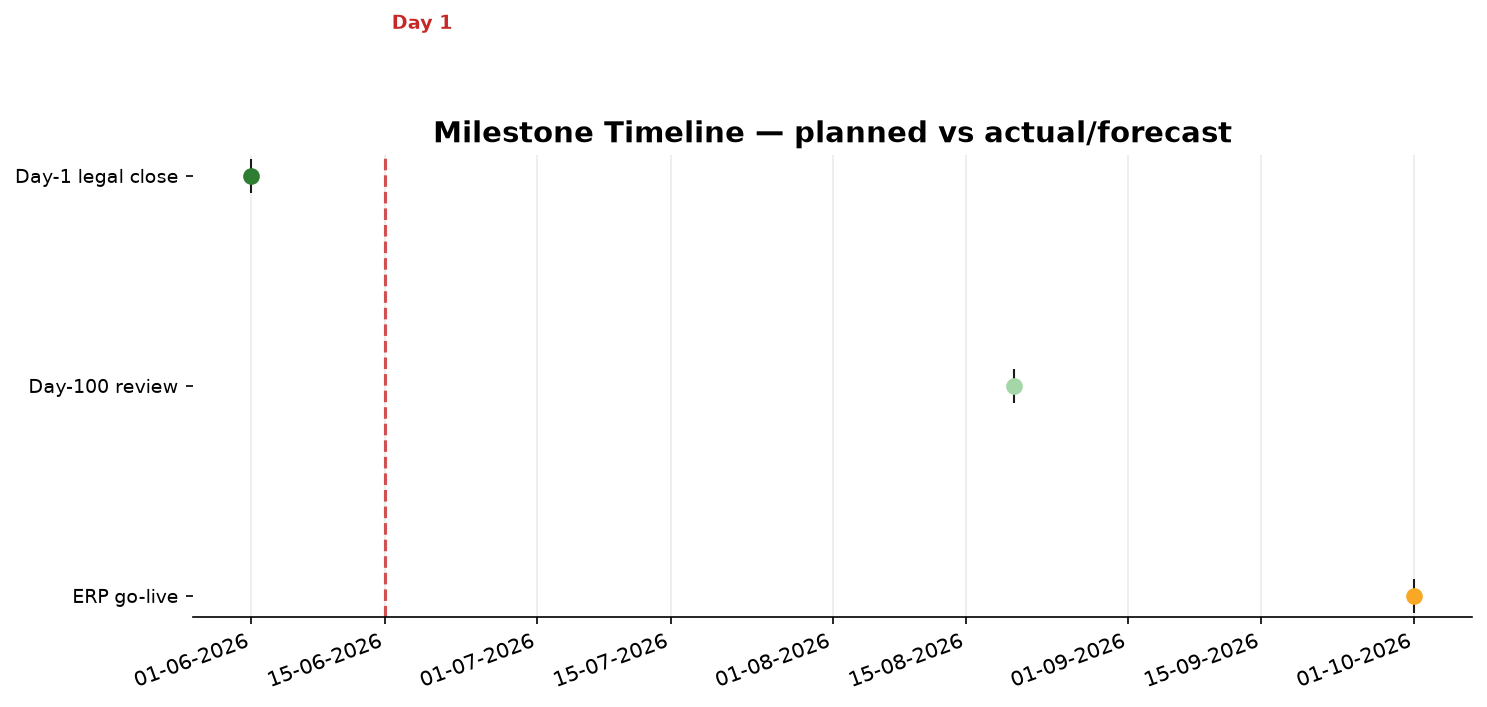 Day 1
Milestone Timeline — planned vs actual/forecast
Day-1 legal close
Day-100 review
ERP go-live
01-06-2026
15-06-2026
01-07-2026
15-07-2026
01-08-2026
15-08-2026
01-09-2026
15-09-2026
01-10-2026